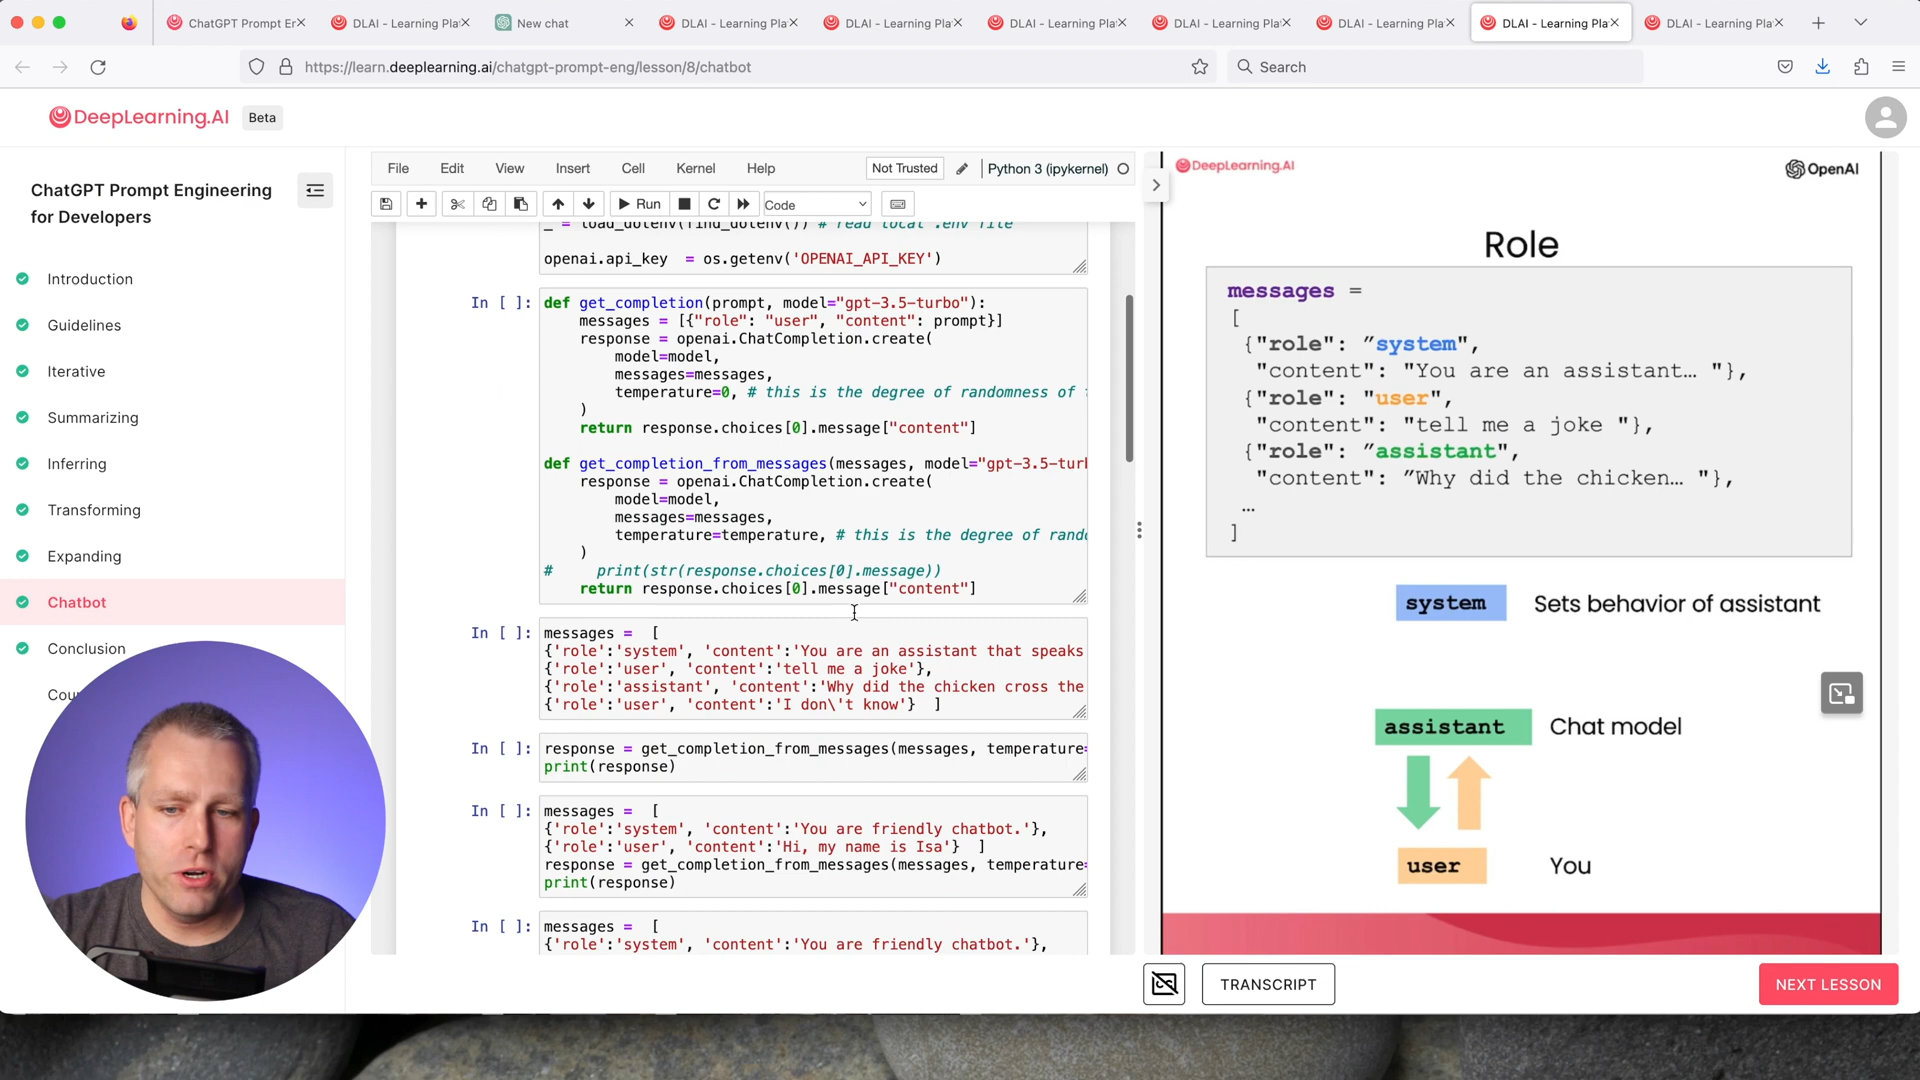 ChatGPT Prompt Er
DLAI - Learning Pla
New chat
DLAI - Learning Pla
DLAI - Learning Pla
DLAI - Learning Pla
DLAI - Learning Pla
DLAI - Learning Pla
DLAI - Learning Pla
DLAI - Learning Pla
https://learn.deeplearning.ai/chatgpt-prompt-eng/lesson/8/chatbot
Search
DeepLearning.AI
Beta
ChatGPT Prompt Engineering
for Developers
Introduction
Guidelines
Iterative
Summarizing
Inferring
Transforming
Expanding
Chatbot
Conclusion
Cou
File Edit View Insert Cell Kernel Help
Not Trusted
Python 3 (ipykernel)
Run
Code
_ = load_dotenv(find_dotenv()) # read local .env file
openai.api_key  = os.getenv('OPENAI_API_KEY')
In [ ]:
def get_completion(prompt, model="gpt-3.5-turbo"):
    messages = [{"role": "user", "content": prompt}]
    response = openai.ChatCompletion.create(
        model=model,
        messages=messages,
        temperature=0, # this is the degree of randomness of
    )
    return response.choices[0].message["content"]
def get_completion_from_messages(messages, model="gpt-3.5-turb
    response = openai.ChatCompletion.create(
        model=model,
        messages=messages,
        temperature=temperature, # this is the degree of rando
    )
#     print(str(response.choices[0].message))
    return response.choices[0].message["content"]
In [ ]:
messages =  [
{'role':'system', 'content':'You are an assistant that speaks
{'role':'user', 'content':'tell me a joke'},
{'role':'assistant', 'content':'Why did the chicken cross the
{'role':'user', 'content':'I don\'t know'}  ]
In [ ]:
response = get_completion_from_messages(messages, temperature=
print(response)
In [ ]:
messages =  [
{'role':'system', 'content':'You are friendly chatbot.'},
{'role':'user', 'content':'Hi, my name is Isa'}  ]
response = get_completion_from_messages(messages, temperature=
print(response)
In [ ]:
messages =  [
{'role':'system', 'content':'You are friendly chatbot.'},
DeepLearning.AI
OpenAI
Role
messages =
[
{"role": ”system",
"content": "You are an assistant… "},
{"role": "user",
"content": "tell me a joke "},
{"role": ”assistant",
"content": ”Why did the chicken… "},
…
]
system Sets behavior of assistant
assistant Chat model
user You
TRANSCRIPT
NEXT LESSON